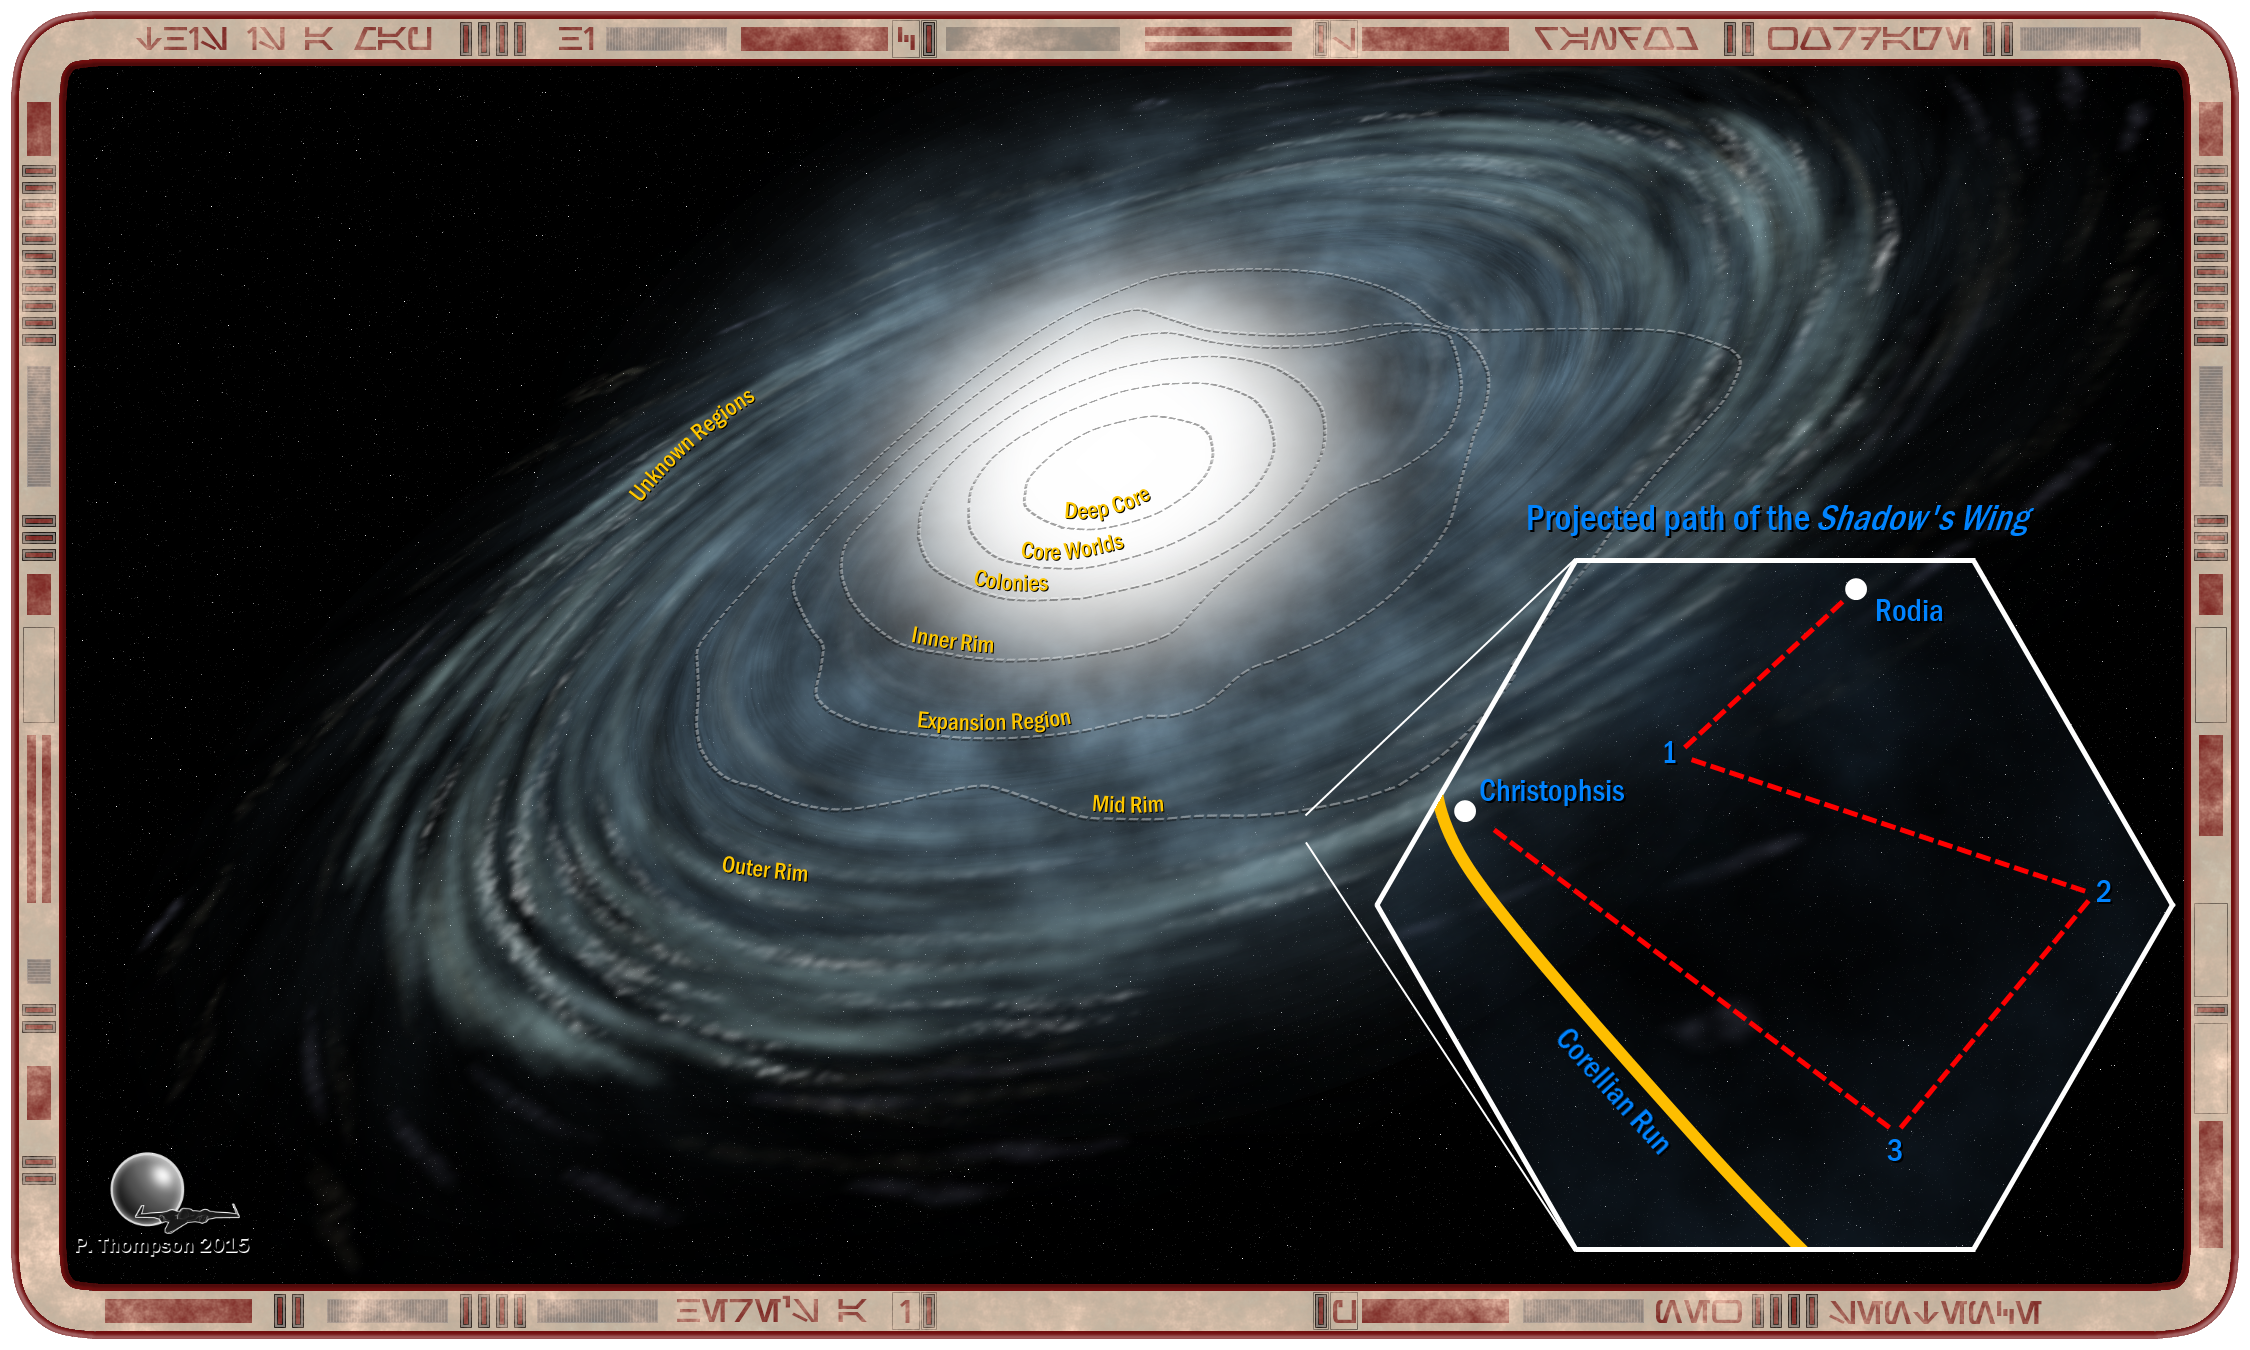 Unknown Regions
Deep Core
Core Worlds
Colonies
Inner Rim
Expansion Region
Mid Rim
Outer Rim
Projected path of the Shadow's Wing
Rodia
1
Christophsis
2
Corellian Run
3
P. Thompson 2015